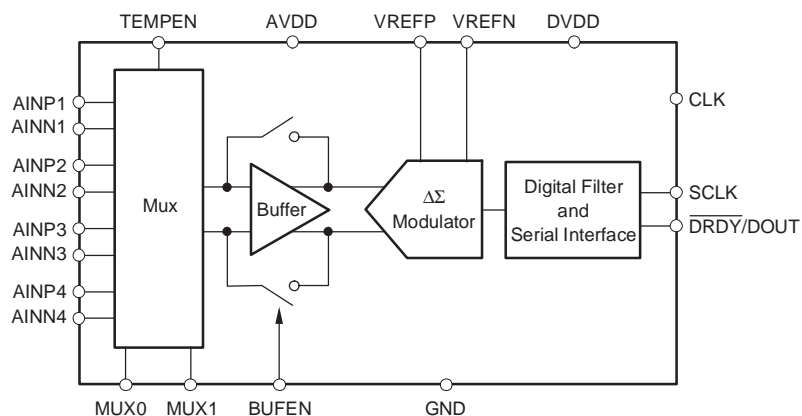 TEMPEN AVDD VREFP VREFN DVDD
CLK
AINP1
AINN1
AINP2
AINN2
AINP3
AINN3
AINP4
AINN4
Mux
Buffer
ΔΣ
Modulator
Digital Filter
and
Serial Interface
SCLK
DRDY/DOUT
MUX0 MUX1 BUFEN GND